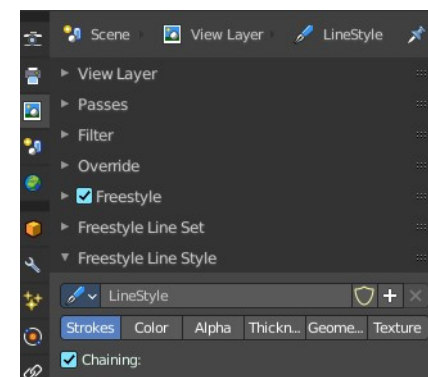 Scene View Layer LineStyle
View Layer
Passes
Filter
Override
Freestyle
Freestyle Line Set
Freestyle Line Style
LineStyle
Strokes Color Alpha Thickn... Geome... Texture
Chaining: